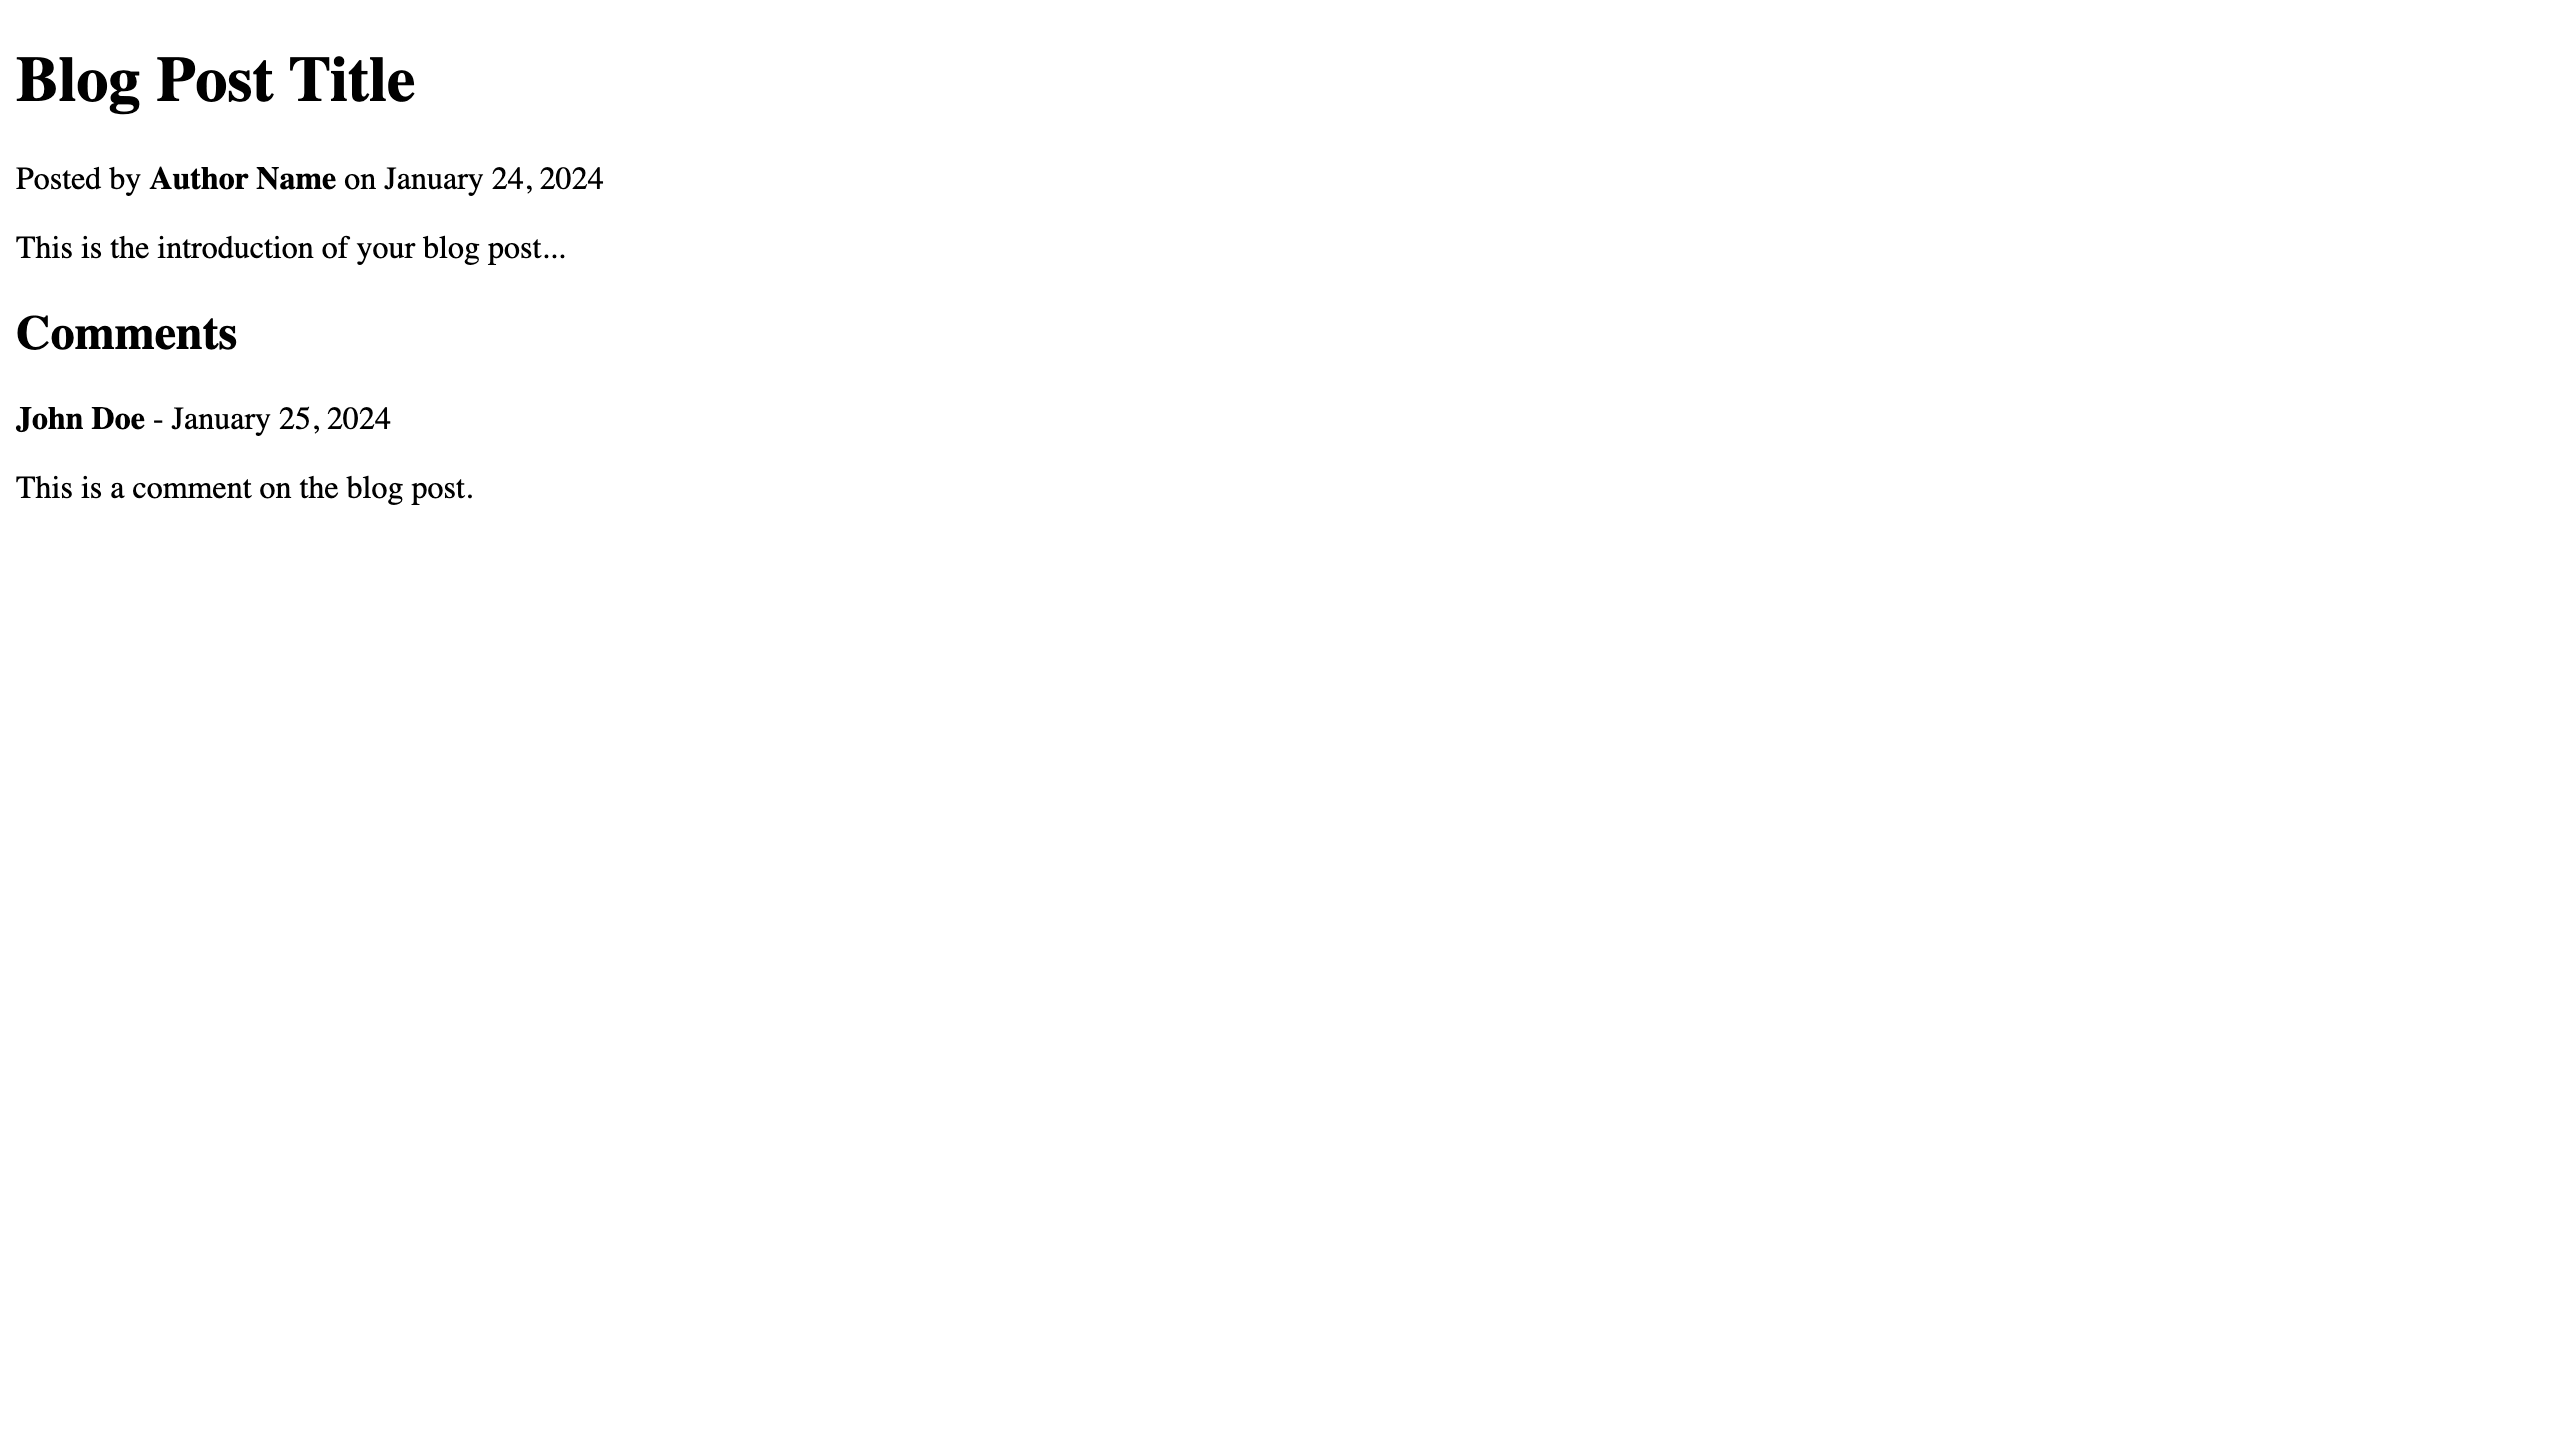 Blog Post Title
Posted by Author Name on January 24, 2024
This is the introduction of your blog post...
Comments
John Doe - January 25, 2024
This is a comment on the blog post.